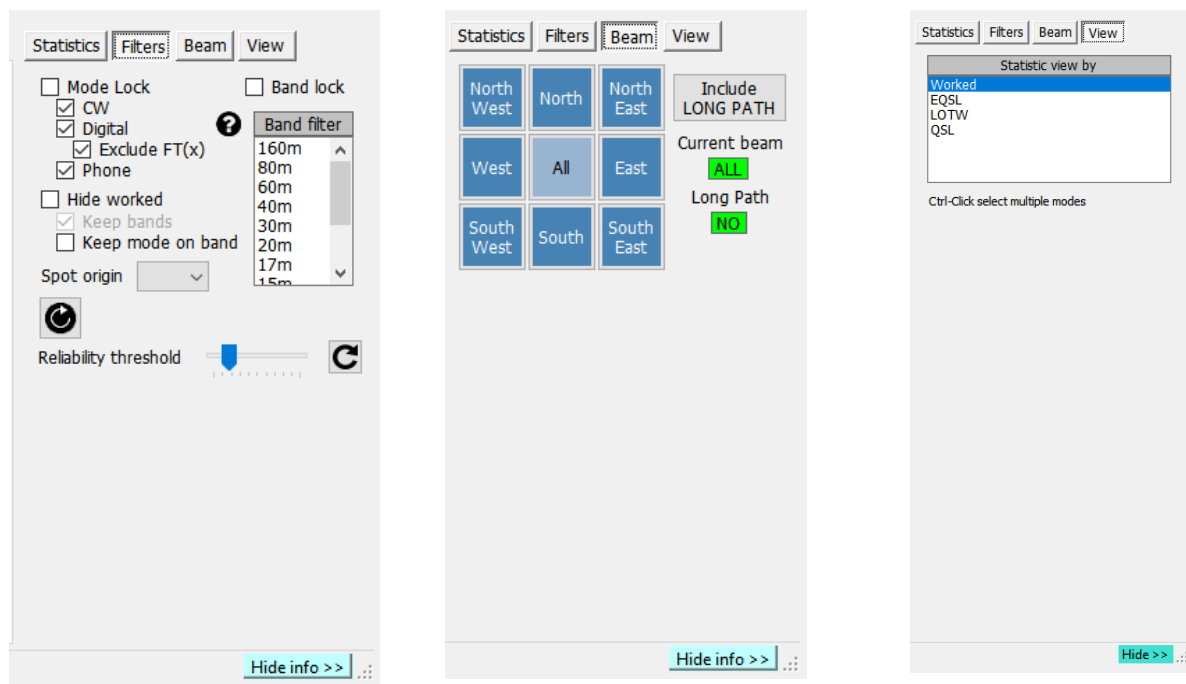 Statistics Filters Beam View
Mode Lock
Band lock
CW
Digital
Exclude FT(x)
Phone
?
Band filter
160m
80m
60m
40m
30m
20m
17m
15m
Hide worked
Keep bands
Keep mode on band
Spot origin
Reliability threshold
Hide info >>
Statistics Filters Beam View
North West
North
North East
West
All
East
South West
South
South East
Include
LONG PATH
Current beam
ALL
Long Path
NO
Hide info >>
Statistics Filters Beam View
Statistic view by
Worked
EQSL
LOTW
QSL
Ctrl-Click select multiple modes
Hide >>